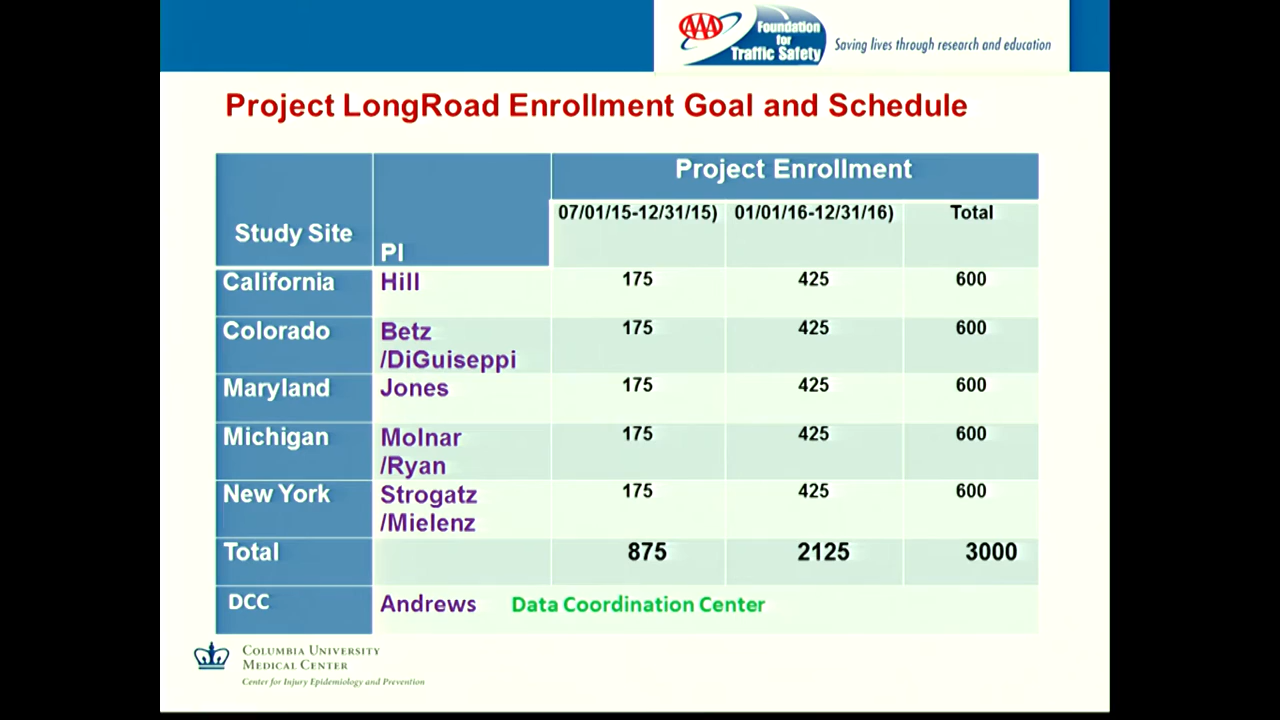 AAA
Foundation
for
Traffic Safety
Saving lives through research and education
Project LongRoad Enrollment Goal and Schedule
Study Site PI Project Enrollment
07/01/15-12/31/15) 01/01/16-12/31/16) Total
California Hill 175 425 600
Colorado Betz 175 425 600
/DiGuiseppi
Maryland Jones 175 425 600
Michigan Molnar 175 425 600
/Ryan
New York Strogatz 175 425 600
/Mielenz
Total 875 2125 3000
DCC Andrews Data Coordination Center
COLUMBIA UNIVERSITY
MEDICAL CENTER
Center for Injury Epidemiology and Prevention